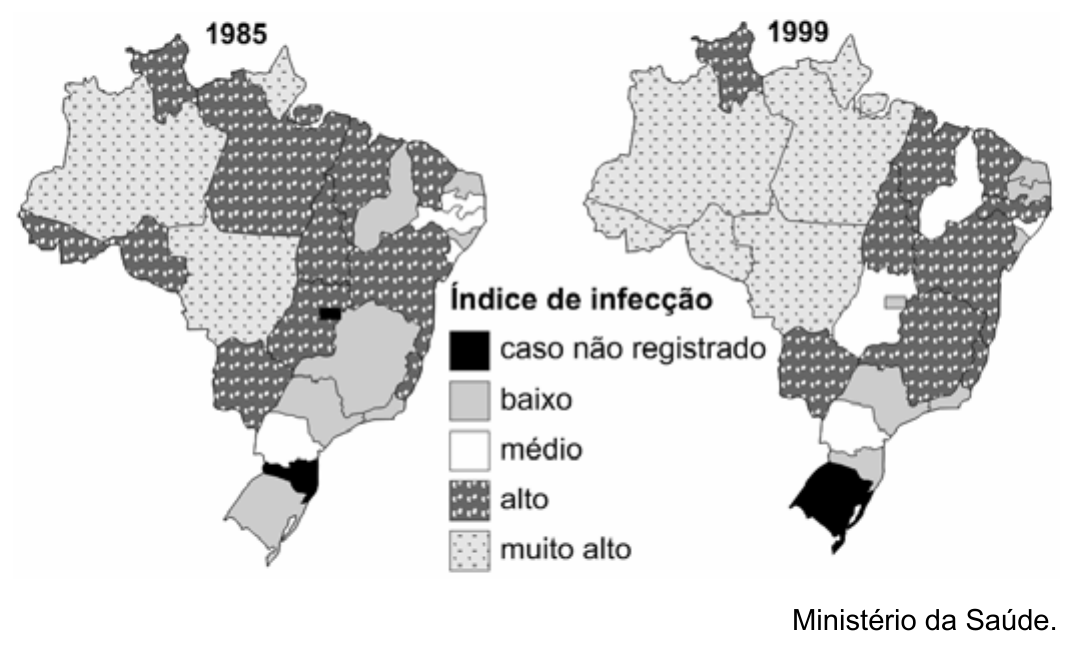 1985
1999
Índice de infecção
caso não registrado
baixo
médio
alto
muito alto
Ministério da Saúde.